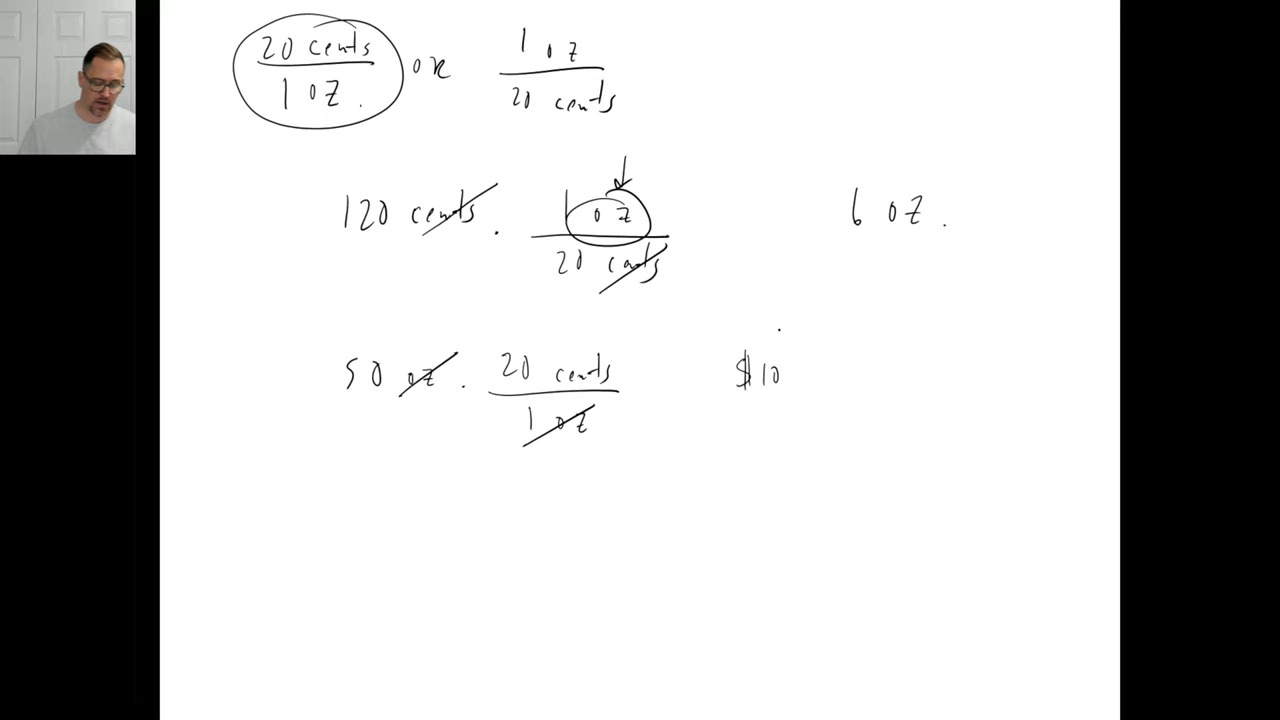 20 cents or 1 oz
1 oz. 20 cents
120 cents . 1 oz 6 oz.
20 cents
50 oz . 20 cents $10
1 oz